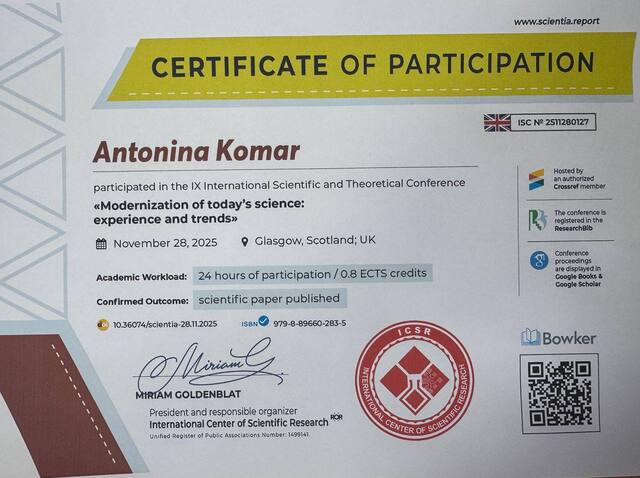 www.scientia.report
CERTIFICATE OF PARTICIPATION
ISC № 2511280127
Antonina Komar
participated in the IX International Scientific and Theoretical Conference
«Modernization of today's science:
experience and trends»
November 28, 2025
Glasgow, Scotland; UK
Academic Workload: 24 hours of participation / 0.8 ECTS credits
Confirmed Outcome: scientific paper published
doi 10.36074/scientia-28.11.2025
ISBN 979-8-89660-283-5
Hosted by
an authorized
Crossref member
The conference is
registered in the
ResearchBib
Conference
proceedings
are displayed in
Google Books &
Google Scholar
Bowker
Miriam G.
MIRIAM GOLDENBLAT
President and responsible organizer
International Center of Scientific Research ROR
Unified Register of Public Associations Number: 1499141.
ICSR
INTERNATIONAL CENTER OF SCIENTIFIC RESEARCH